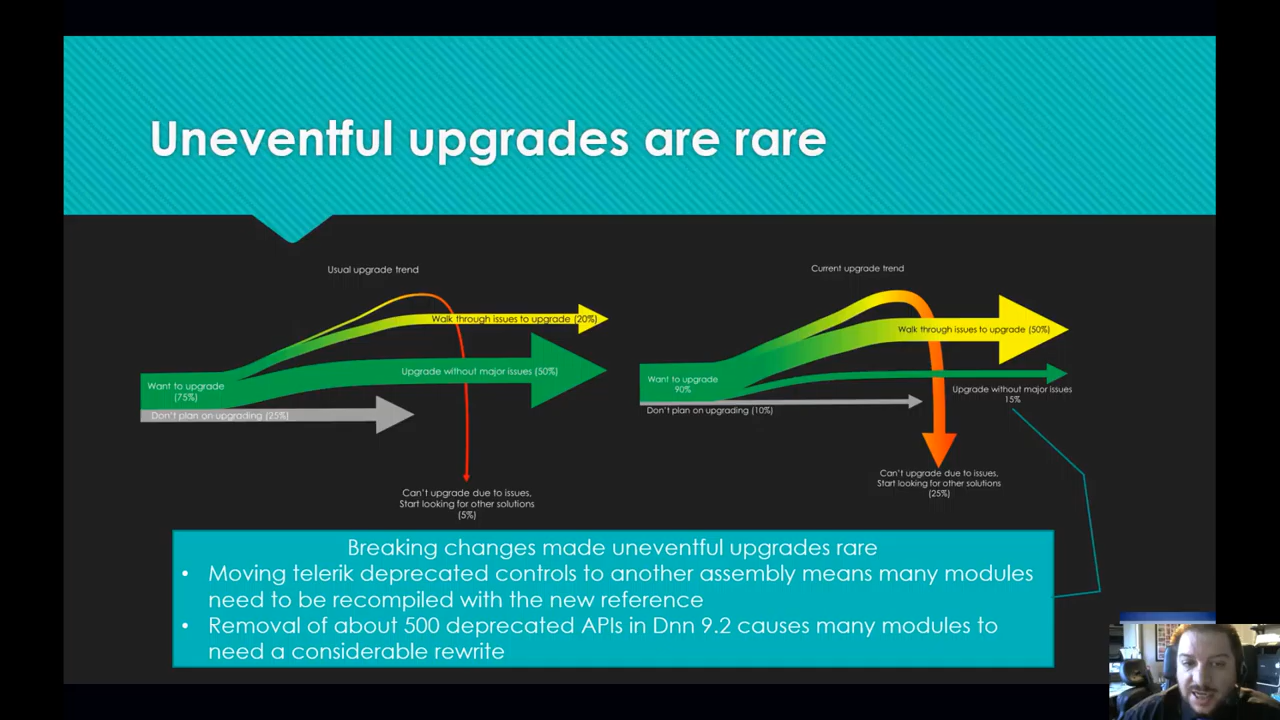 Uneventful upgrades are rare
Usual upgrade trend
Walk through issues to upgrade (20%)
Upgrade without major issues (50%)
Want to upgrade
(75%)
Don't plan on upgrading (25%)
Can't upgrade due to issues,
Start looking for other solutions
(5%)
Current upgrade trend
Walk through issues to upgrade (50%)
Want to upgrade
90%
Upgrade without major issues
15%
Don't plan on upgrading (10%)
Can't upgrade due to issues,
Start looking for other solutions
(25%)
Breaking changes made uneventful upgrades rare
• Moving telerik deprecated controls to another assembly means many modules
need to be recompiled with the new reference
• Removal of about 500 deprecated APIs in Dnn 9.2 causes many modules to
need a considerable rewrite